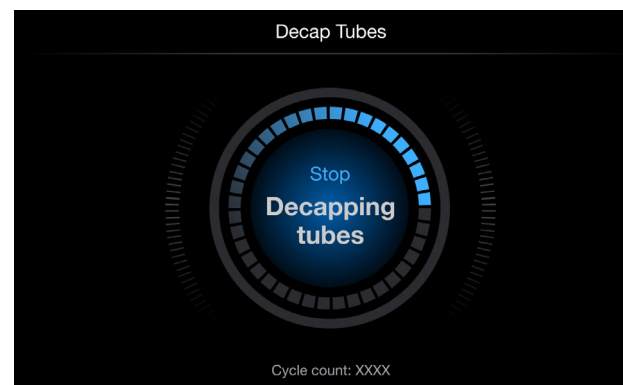 Decap Tubes
Stop
Decapping
tubes
Cycle count: XXXX